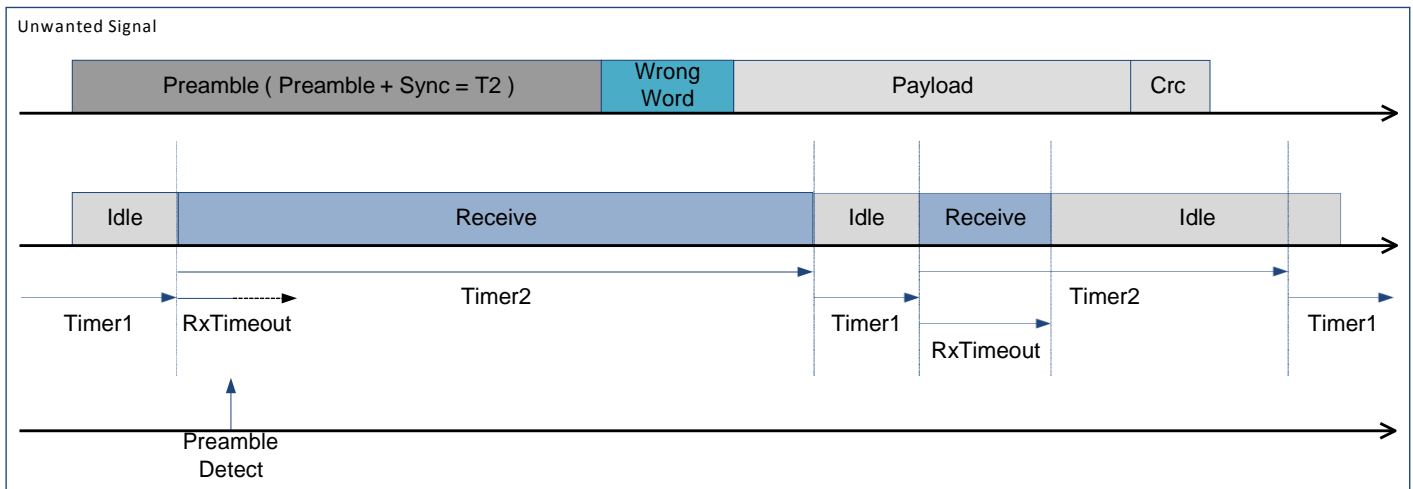 Unwanted Signal
Preamble ( Preamble + Sync = T2 )
Wrong
Word
Payload
Crc
Idle
Receive
Idle
Receive
Idle
Timer2
Timer2
Timer1
RxTimeout
Timer1
Timer1
RxTimeout
Preamble
Detect